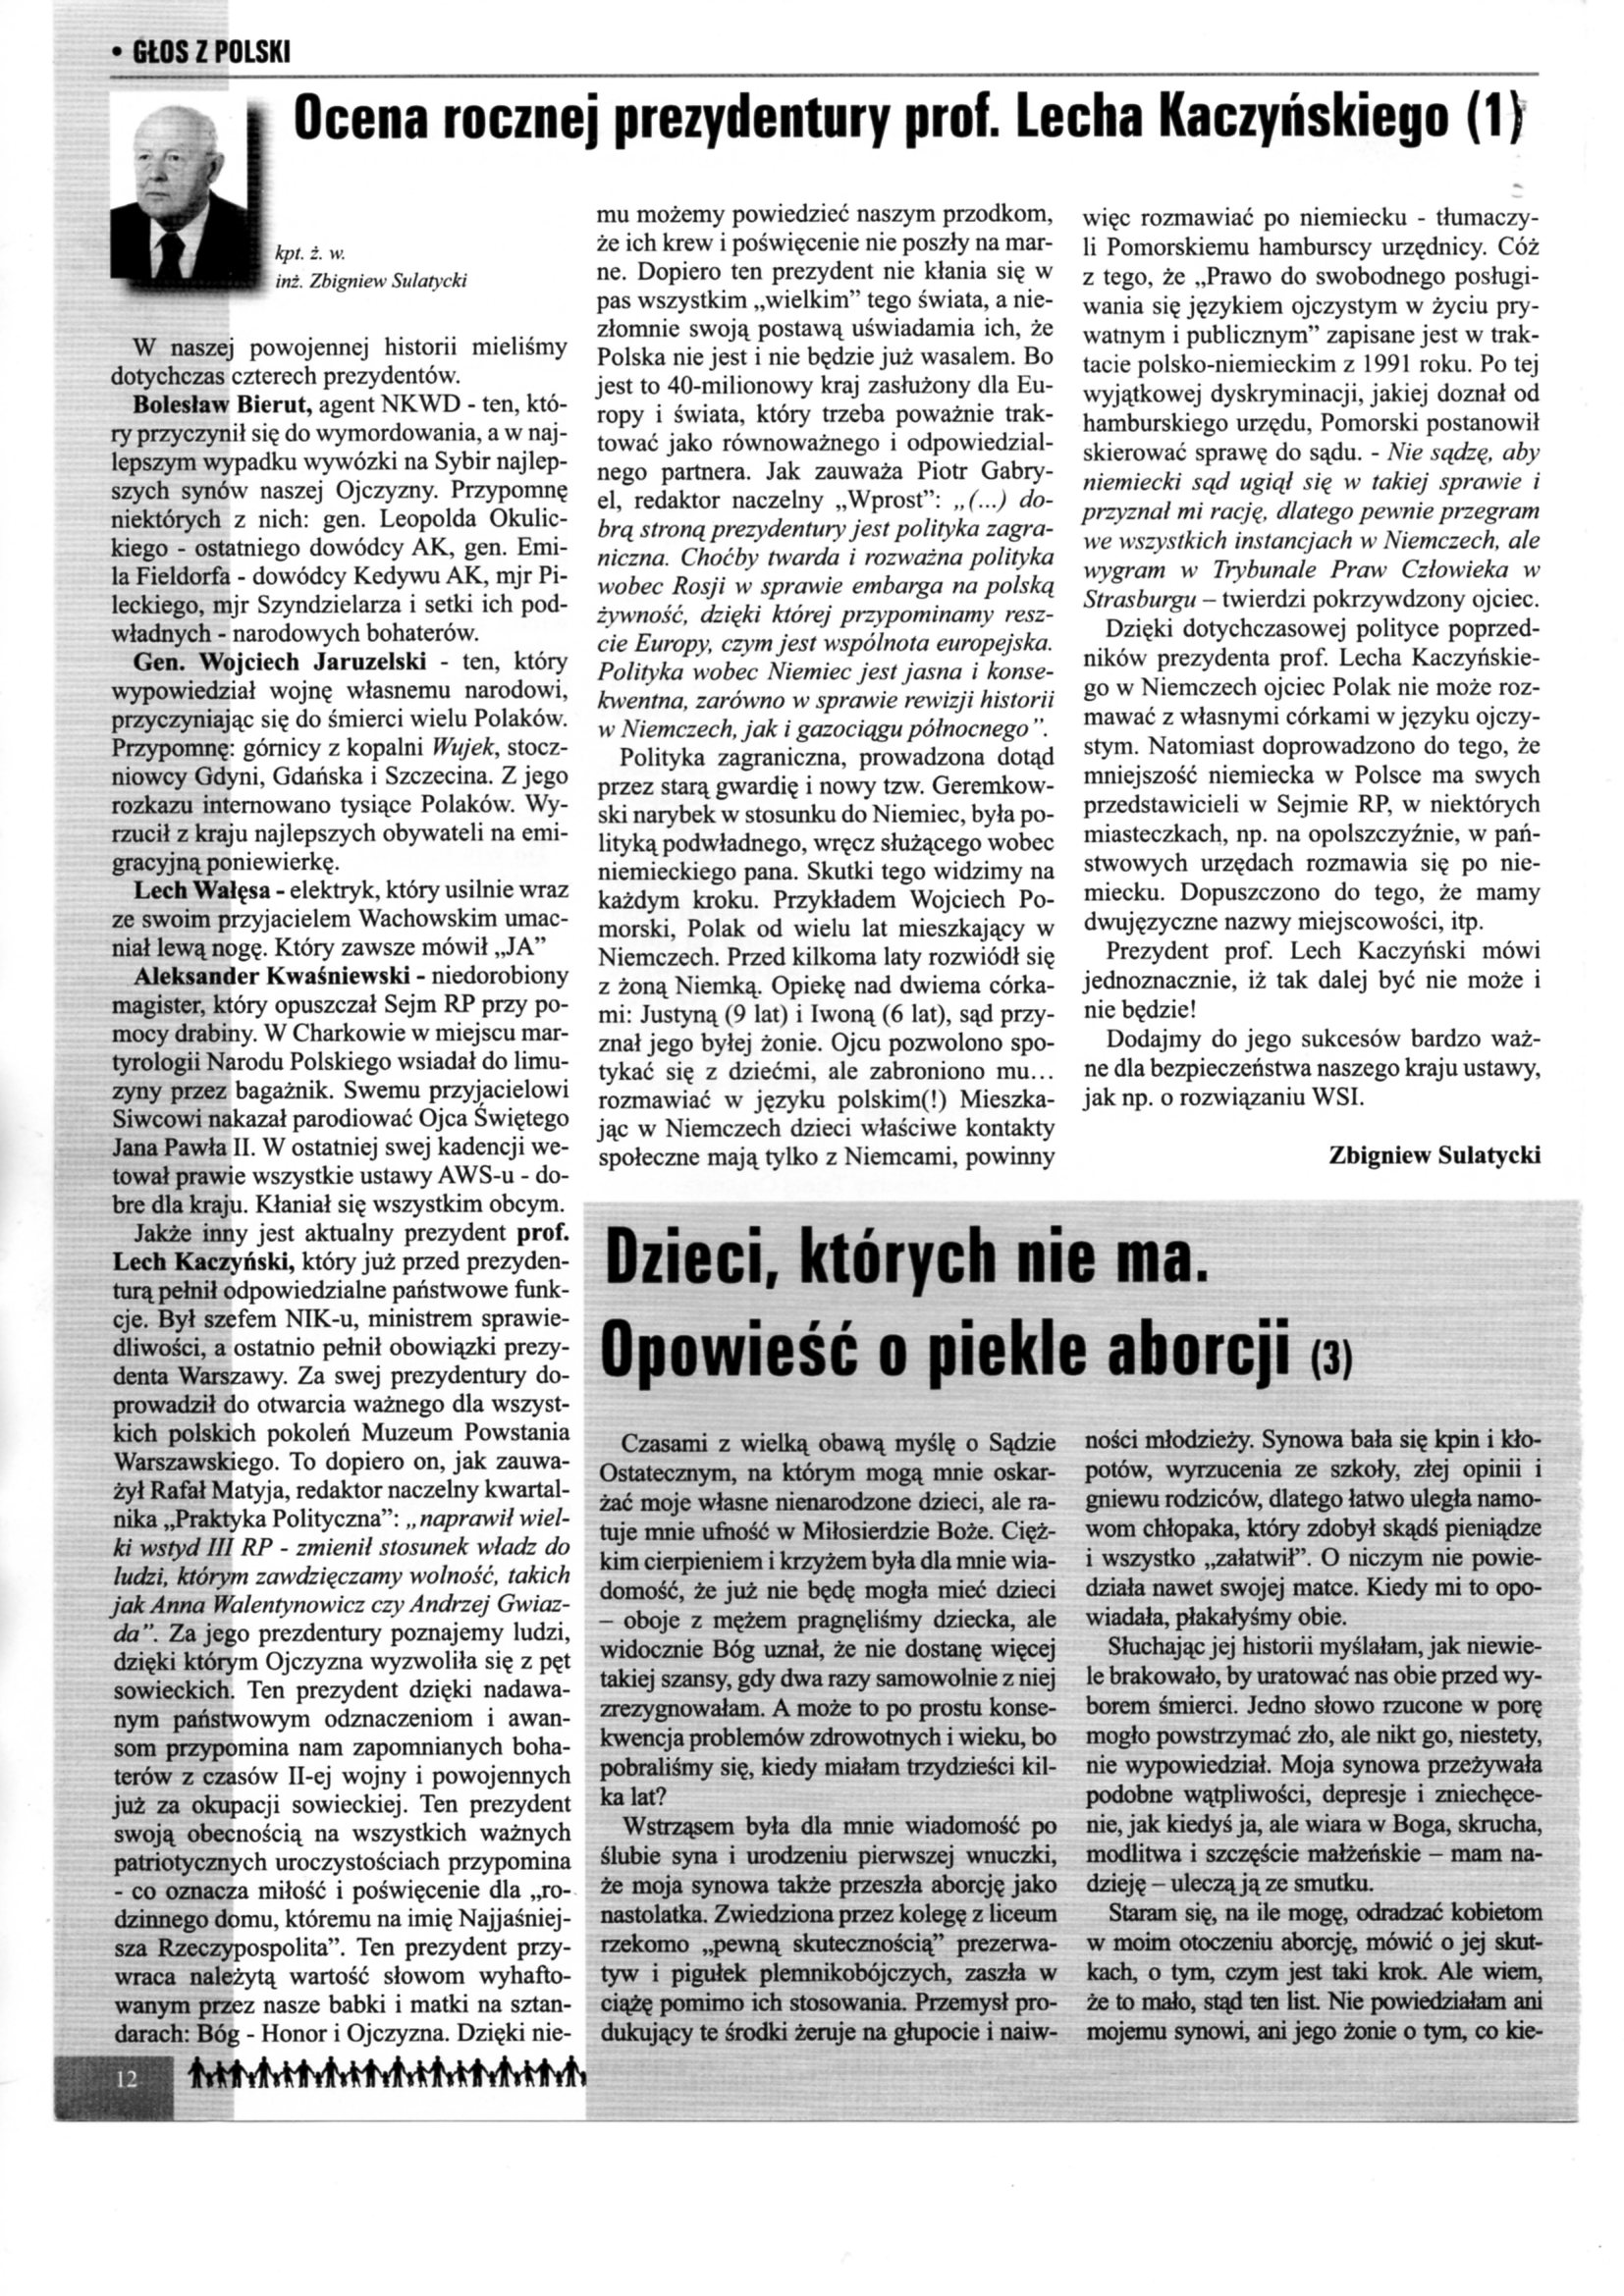 • GŁOS Z POLSKI
Ocena rocznej prezydentury prof. Lecha Kaczyńskiego (1)
kpt. ż. w.
inż. Zbigniew Sulatycki
W naszej powojennej historii mieliśmy
dotychczas czterech prezydentów.
Bolesław Bierut, agent NKWD - ten, któ-
ry przyczynił się do wymordowania, a w naj-
lepszym wypadku wywózki na Sybir najlep-
szych synów naszej Ojczyzny. Przypomnę
niektórych z nich: gen. Leopolda Okulic-
kiego - ostatniego dowódcy AK, gen. Emi-
la Fieldorfa - dowódcy Kedywu AK, mjr Pi-
leckiego, mjr Szyndzielarza i setki ich pod-
władnych - narodowych bohaterów.
Gen. Wojciech Jaruzelski - ten, który
wypowiedział wojnę własnemu narodowi,
przyczyniając się do śmierci wielu Polaków.
Przypomnę: górnicy z kopalni Wujek, stocz-
niowcy Gdyni, Gdańska i Szczecina. Z jego
rozkazu internowano tysiące Polaków. Wy-
rzucił z kraju najlepszych obywateli na emi-
gracyjną poniewierkę.
Lech Wałęsa - elektryk, który usilnie wraz
ze swoim przyjacielem Wachowskim umac-
niał lewą nogę. Który zawsze mówił „JA”
Aleksander Kwaśniewski - niedorobiony
magister, który opuszczał Sejm RP przy po-
mocy drabiny. W Charkowie w miejscu mar-
tyrologii Narodu Polskiego wsiadał do limu-
zyny przez bagażnik. Swemu przyjacielowi
Siwcowi nakazał parodiować Ojca Świętego
Jana Pawła II. W ostatniej swej kadencji we-
tował prawie wszystkie ustawy AWS-u - do-
bre dla kraju. Kłaniał się wszystkim obcym.
Jakże inny jest aktualny prezydent prof.
Lech Kaczyński, który już przed prezyden-
turą pełnił odpowiedzialne państwowe funk-
cje. Był szefem NIK-u, ministrem sprawie-
dliwości, a ostatnio pełnił obowiązki prezy-
denta Warszawy. Za swej prezydentury do-
prowadził do otwarcia ważnego dla wszyst-
kich polskich pokoleń Muzeum Powstania
Warszawskiego. To dopiero on, jak zauwa-
żył Rafał Matyja, redaktor naczelny kwartal-
nika „Praktyka Polityczna”: „naprawił wiel-
ki wstyd III RP - zmienił stosunek władz do
ludzi, którym zawdzięczamy wolność, takich
jak Anna Walentynowicz czy Andrzej Gwiaz-
da”. Za jego prezdentury poznajemy ludzi,
dzięki którym Ojczyzna wyzwoliła się z pęt
sowieckich. Ten prezydent dzięki nadawa-
nym państwowym odznaczeniom i awan-
som przypomina nam zapomnianych boha-
terów z czasów II-ej wojny i powojennych
już za okupacji sowieckiej. Ten prezydent
swoją obecnością na wszystkich ważnych
patriotycznych uroczystościach przypomina
- co oznacza miłość i poświęcenie dla „ro-
dzinnego domu, któremu na imię Najjaśniej-
sza Rzeczypospolita”. Ten prezydent przy-
wraca należytą wartość słowom wyhafto-
wanym przez nasze babki i matki na sztan-
darach: Bóg - Honor i Ojczyzna. Dzięki nie-
mu możemy powiedzieć naszym przodkom,
że ich krew i poświęcenie nie poszły na mar-
ne. Dopiero ten prezydent nie kłania się w
pas wszystkim „wielkim” tego świata, a nie-
złomnie swoją postawą uświadamia ich, że
Polska nie jest i nie będzie już wasalem. Bo
jest to 40-milionowy kraj zasłużony dla Eu-
ropy i świata, który trzeba poważnie trak-
tować jako równoważnego i odpowiedzial-
nego partnera. Jak zauważa Piotr Gabry-
el, redaktor naczelny „Wprost”: „(...) do-
brą stroną prezydentury jest polityka zagra-
niczna. Choćby twarda i rozważna polityka
wobec Rosji w sprawie embarga na polską
żywność, dzięki której przypominamy resz-
cie Europy, czym jest wspólnota europejska.
Polityka wobec Niemiec jest jasna i konse-
kwentna, zarówno w sprawie rewizji historii
w Niemczech, jak i gazociągu północnego”.
Polityka zagraniczna, prowadzona dotąd
przez starą gwardię i nowy tzw. Geremkow-
ski narybek w stosunku do Niemiec, była po-
lityką podwładnego, wręcz służącego wobec
niemieckiego pana. Skutki tego widzimy na
każdym kroku. Przykładem Wojciech Po-
morski, Polak od wielu lat mieszkający w
Niemczech. Przed kilkoma laty rozwiódł się
z żoną Niemką. Opiekę nad dwiema córka-
mi: Justyną (9 lat) i Iwoną (6 lat), sąd przy-
znał jego byłej żonie. Ojcu pozwolono spo-
tykać się z dziećmi, ale zabroniono mu...
rozmawiać w języku polskim(!) Mieszka-
jąc w Niemczech dzieci właściwe kontakty
społeczne mają tylko z Niemcami, powinny
więc rozmawiać po niemiecku - tłumaczy-
li Pomorskiemu hamburscy urzędnicy. Cóż
z tego, że „Prawo do swobodnego posługi-
wania się językiem ojczystym w życiu pry-
watnym i publicznym” zapisane jest w trak-
tacie polsko-niemieckim z 1991 roku. Po tej
wyjątkowej dyskryminacji, jakiej doznał od
hamburskiego urzędu, Pomorski postanowił
skierować sprawę do sądu. - Nie sądzę, aby
niemiecki sąd ugiął się w takiej sprawie i
przyznał mi rację, dlatego pewnie przegram
we wszystkich instancjach w Niemczech, ale
wygram w Trybunale Praw Człowieka w
Strasburgu – twierdzi pokrzywdzony ojciec.
Dzięki dotychczasowej polityce poprzed-
ników prezydenta prof. Lecha Kaczyńskie-
go w Niemczech ojciec Polak nie może roz-
mawać z własnymi córkami w języku ojczy-
stym. Natomiast doprowadzono do tego, że
mniejszość niemiecka w Polsce ma swych
przedstawicieli w Sejmie RP, w niektórych
miasteczkach, np. na opolszczyźnie, w pań-
stwowych urzędach rozmawia się po nie-
miecku. Dopuszczono do tego, że mamy
dwujęzyczne nazwy miejscowości, itp.
Prezydent prof. Lech Kaczyński mówi
jednoznacznie, iż tak dalej być nie może i
nie będzie!
Dodajmy do jego sukcesów bardzo waż-
ne dla bezpieczeństwa naszego kraju ustawy,
jak np. o rozwiązaniu WSI.
Zbigniew Sulatycki
Dzieci, których nie ma.
Opowieść o piekle aborcji (3)
Czasami z wielką obawą myślę o Sądzie
Ostatecznym, na którym mogą mnie oskar-
żać moje własne nienarodzone dzieci, ale ra-
tuje mnie ufność w Miłosierdzie Boże. Cięż-
kim cierpieniem i krzyżem była dla mnie wia-
domość, że już nie będę mogła mieć dzieci
– oboje z mężem pragnęliśmy dziecka, ale
widocznie Bóg uznał, że nie dostanę więcej
takiej szansy, gdy dwa razy samowolnie z niej
zrezygnowałam. A może to po prostu konse-
kwencja problemów zdrowotnych i wieku, bo
pobraliśmy się, kiedy miałam trzydzieści kil-
ka lat?
Wstrząsem była dla mnie wiadomość po
ślubie syna i urodzeniu pierwszej wnuczki,
że moja synowa także przeszła aborcję jako
nastolatka. Zwiedziona przez kolegę z liceum
rzekomo „pewną skutecznością” prezerwa-
tyw i pigułek plemnikobójczych, zaszła w
ciążę pomimo ich stosowania. Przemysł pro-
dukujący te środki żeruje na głupocie i naiw-
ności młodzieży. Synowa bała się kpin i kło-
potów, wyrzucenia ze szkoły, złej opinii i
gniewu rodziców, dlatego łatwo uległa namo-
wom chłopaka, który zdobył skądś pieniądze
i wszystko „załatwił”. O niczym nie powie-
działa nawet swojej matce. Kiedy mi to opo-
wiadała, płakałyśmy obie.
Słuchając jej historii myślałam, jak niewie-
le brakowało, by uratować nas obie przed wy-
borem śmierci. Jedno słowo rzucone w porę
mogło powstrzymać zło, ale nikt go, niestety,
nie wypowiedział. Moja synowa przeżywała
podobne wątpliwości, depresje i zniechęce-
nie, jak kiedyś ja, ale wiara w Boga, skrucha,
modlitwa i szczęście małżeńskie – mam na-
dzieję – uleczą ją ze smutku.
Staram się, na ile mogę, odradzać kobietom
w moim otoczeniu aborcję, mówić o jej skut-
kach, o tym, czym jest taki krok. Ale wiem,
że to mało, stąd ten list. Nie powiedziałam ani
mojemu synowi, ani jego żonie o tym, co kie-
12